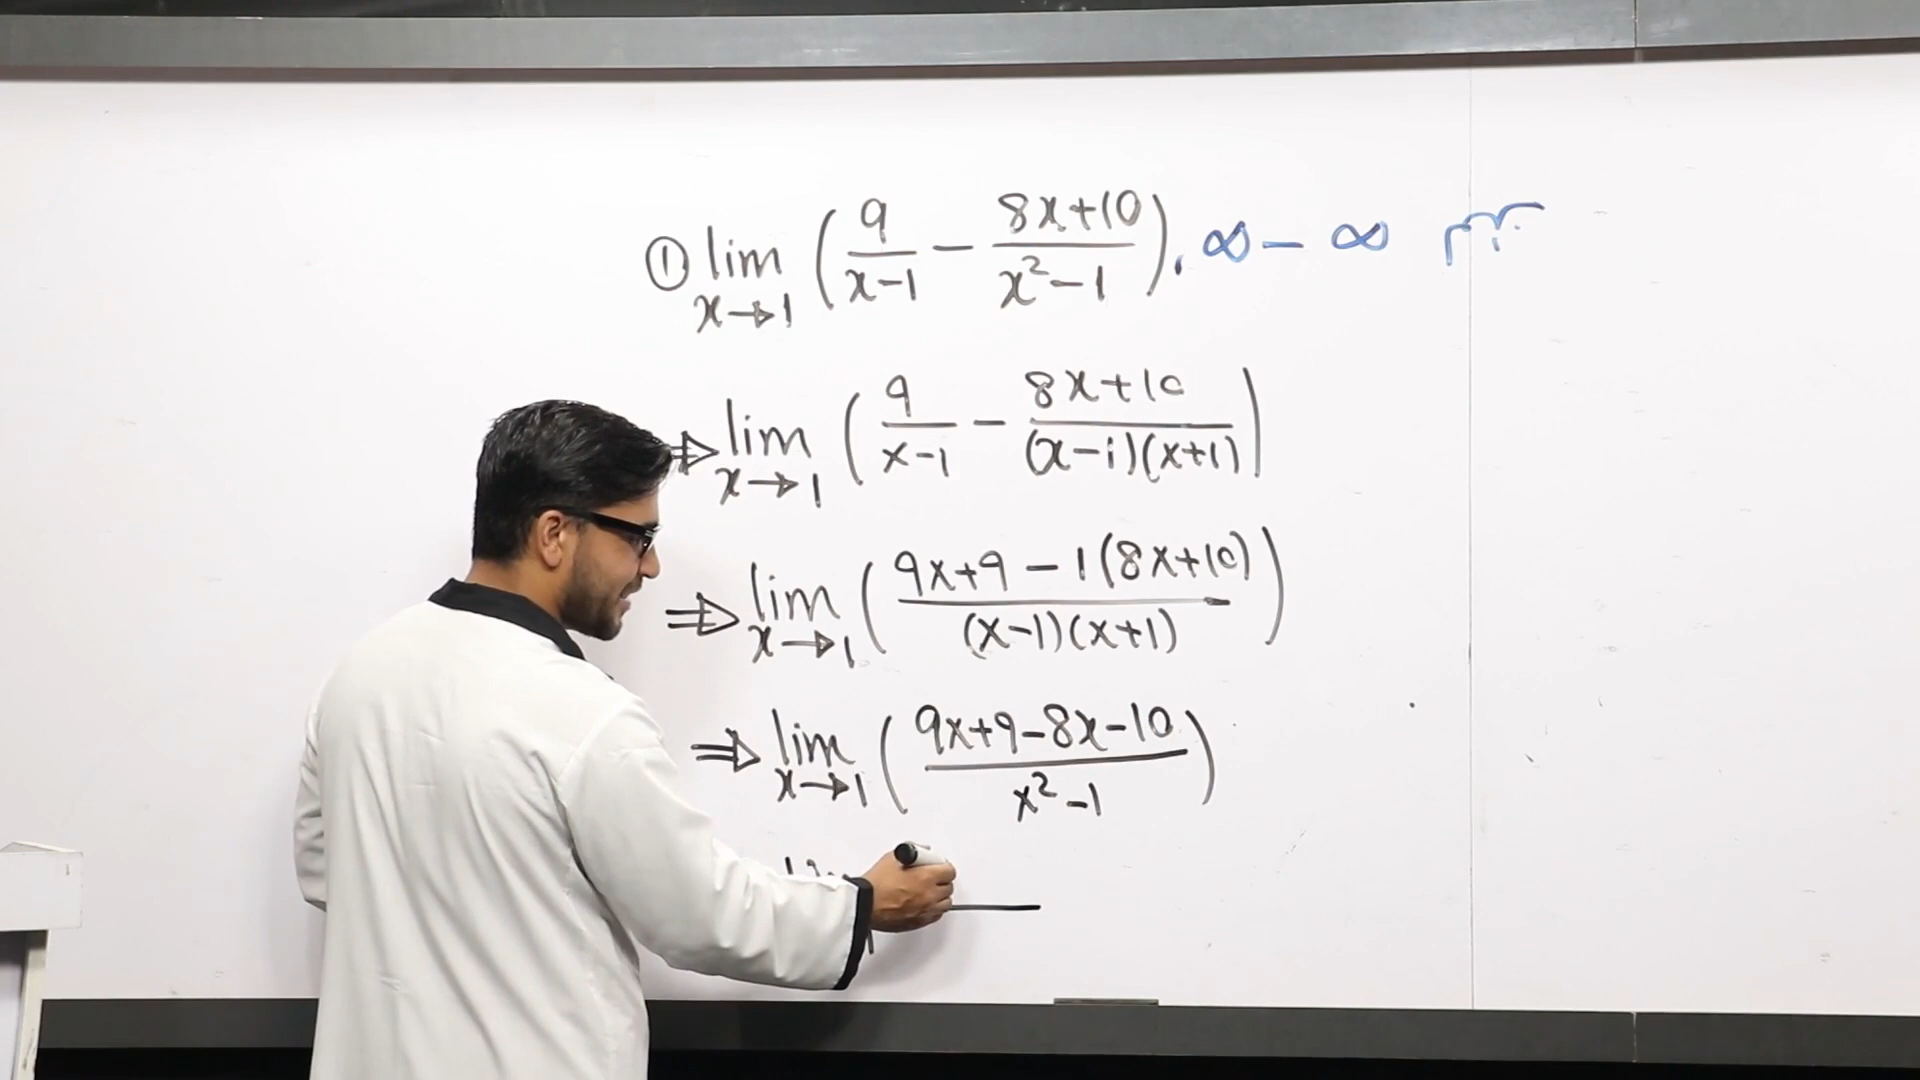 ① lim x→1 (9/(x-1) - (8x+10)/(x²-1)). ∞ - ∞
⇒ lim x→1 (9/(x-1) - (8x+10)/((x-1)(x+1)))
⇒ lim x→1 ((9x+9-1(8x+10))/((x-1)(x+1)))
⇒ lim x→1 ((9x+9-8x-10)/(x²-1))